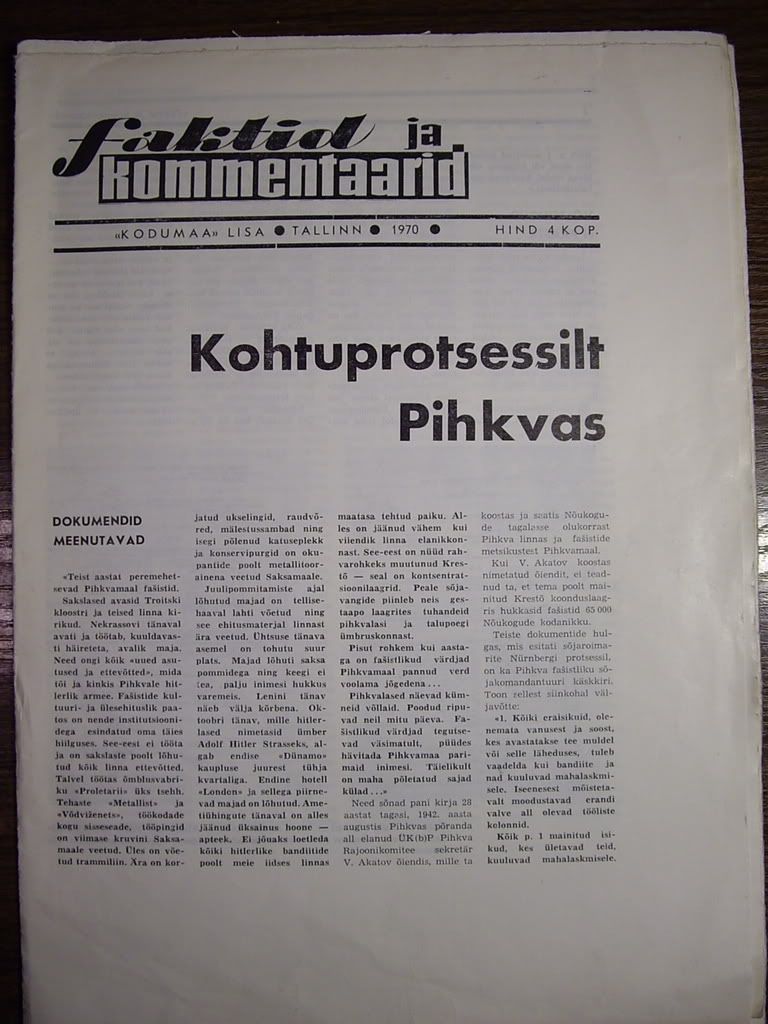 faktid ja
kommentaarid
«KODUMAA» LISA ● TALLINN ● 1970 ● HIND 4 KOP.
Kohtuprotsessilt
Pihkvas
DOKUMENDID
MEENUTAVAD
«Teist aastat peremehet-
sevad Pihkvamaal fašistid.
Sakslased avasid Troitski
kloostri ja teised linna ki-
rikud. Nekrassovi tänaval
avati ja töötab, kuuldavas-
ti häireteta, avalik maja.
Need ongi kõik «uued asu-
tused ja ettevõtted», mida
tõi ja kinkis Pihkvale hit-
lerlik armee. Fašistide kul-
tuuri- ja ülesehituslik paa-
tos on nende institutsiooni-
dega esindatud oma täies
hiilguses. See-eest ei tööta
ja on sakslaste poolt lõhu-
tud kõik linna ettevõtted.
Talvel töötas õmblusvabri-
ku «Proletarii» üks tsehh.
Tehaste «Metallist» ja
«Võdviženets», töökodade
kogu sisseseade, tööpingid
on viimase kruvini Saksa-
maale veetud. Üles on võe-
tud trammiliin. Ära on kor-
jatud ukselingid, raudvõ-
red, mälestussambad ning
isegi põlenud katuseplekk
ja konservipurgid on oku-
pantide poolt metallitoor-
ainena veetud Saksamaale.
Juulipommitamiste ajal
lõhutud majad on tellise-
haaval lahti võetud ning
see ehitusmaterjal linnast
ära veetud. Ühtsuse tänava
asemel on tohutu suur
plats. Majad lõhuti saksa
pommidega ning keegi ei
tea, palju inimesi hukkus
varemeis. Lenini tänav
näeb välja kõrbena. Ok-
toobri tänav, mille hitler-
lased nimetasid ümber
Adolf Hitler Strasseks, al-
gab endise «Dünamo»
kaupluse juurest tühja
kvartaliga. Endine hotell
«London» ja sellega piirne-
vad majad on lõhutud. Ame-
tiühingute tänaval on alles
jäänud üksainus hoone —
apteek. Ei jõuaks loetleda
kõiki hitlerlike bandiitide
poolt meie iidses linnas
maatasa tehtud paiku. Al-
les on jäänud vähem kui
viiendik linna elanikkon-
nast. See-eest on nüüd rah-
varohkeks muutunud Kres-
tõ — seal on kontsentrat-
sioonilaagrid. Peale sõja-
vangide piinleb neis ges-
taapo laagrites tuhandeid
pihkvalasi ja talupoegi
ümbruskonnast.
Pisut rohkem kui aasta-
ga on fašistlikud värdjad
Pihkvamaal pannud verd
voolama jõgedena...
Pihkvalased näevad küm-
neid võllaid. Poodud ripu-
vad neil mitu päeva. Fa-
šistlikud värdjad tegutse-
vad väsimatult, püüdes
hävitada Pihkvamaa pari-
maid inimesi. Täielikult
on maha põletatud sajad
külad...»
Need sõnad pani kirja 28
aastat tagasi, 1942. aasta
augustis Pihkvas põranda
all elanud ÜK(b)P Pihkva
Rajoonikomitee sekretär
V. Akatov õiendis, mille ta
koostas ja saatis Nõukogu-
de tagalasse olukorrast
Pihkva linnas ja fašistide
metsikustest Pihkvamaal.
Kui V. Akatov koostas
nimetatud õiendit, ei tead-
nud ta, et tema poolt mai-
nitud Krestõ koonduslaag-
ris hukkasid fašistid 65 000
Nõukogude kodanikku.
Teiste dokumentide hul-
gas, mis esitati sõjaroima-
rite Nürnbergi protsessil,
on ka Pihkva fašistliku sõ-
jakomandantuuri käskkiri.
Toon sellest siinkohal väl-
javõtte:
«1. Kõiki eraisikuid, ole-
nemata vanusest ja soost,
kes avastatakse tee muldel
või selle läheduses, tuleb
vaadelda kui bandiite ja
nad kuuluvad mahalaskmi-
sele. Iseenesest mõisteta-
valt moodustavad erandi
valve all olevad tööliste
kolonnid.
Kõik p. 1 mainitud isi-
kud, kes ületavad teid,
kuuluvad mahalaskmisele.